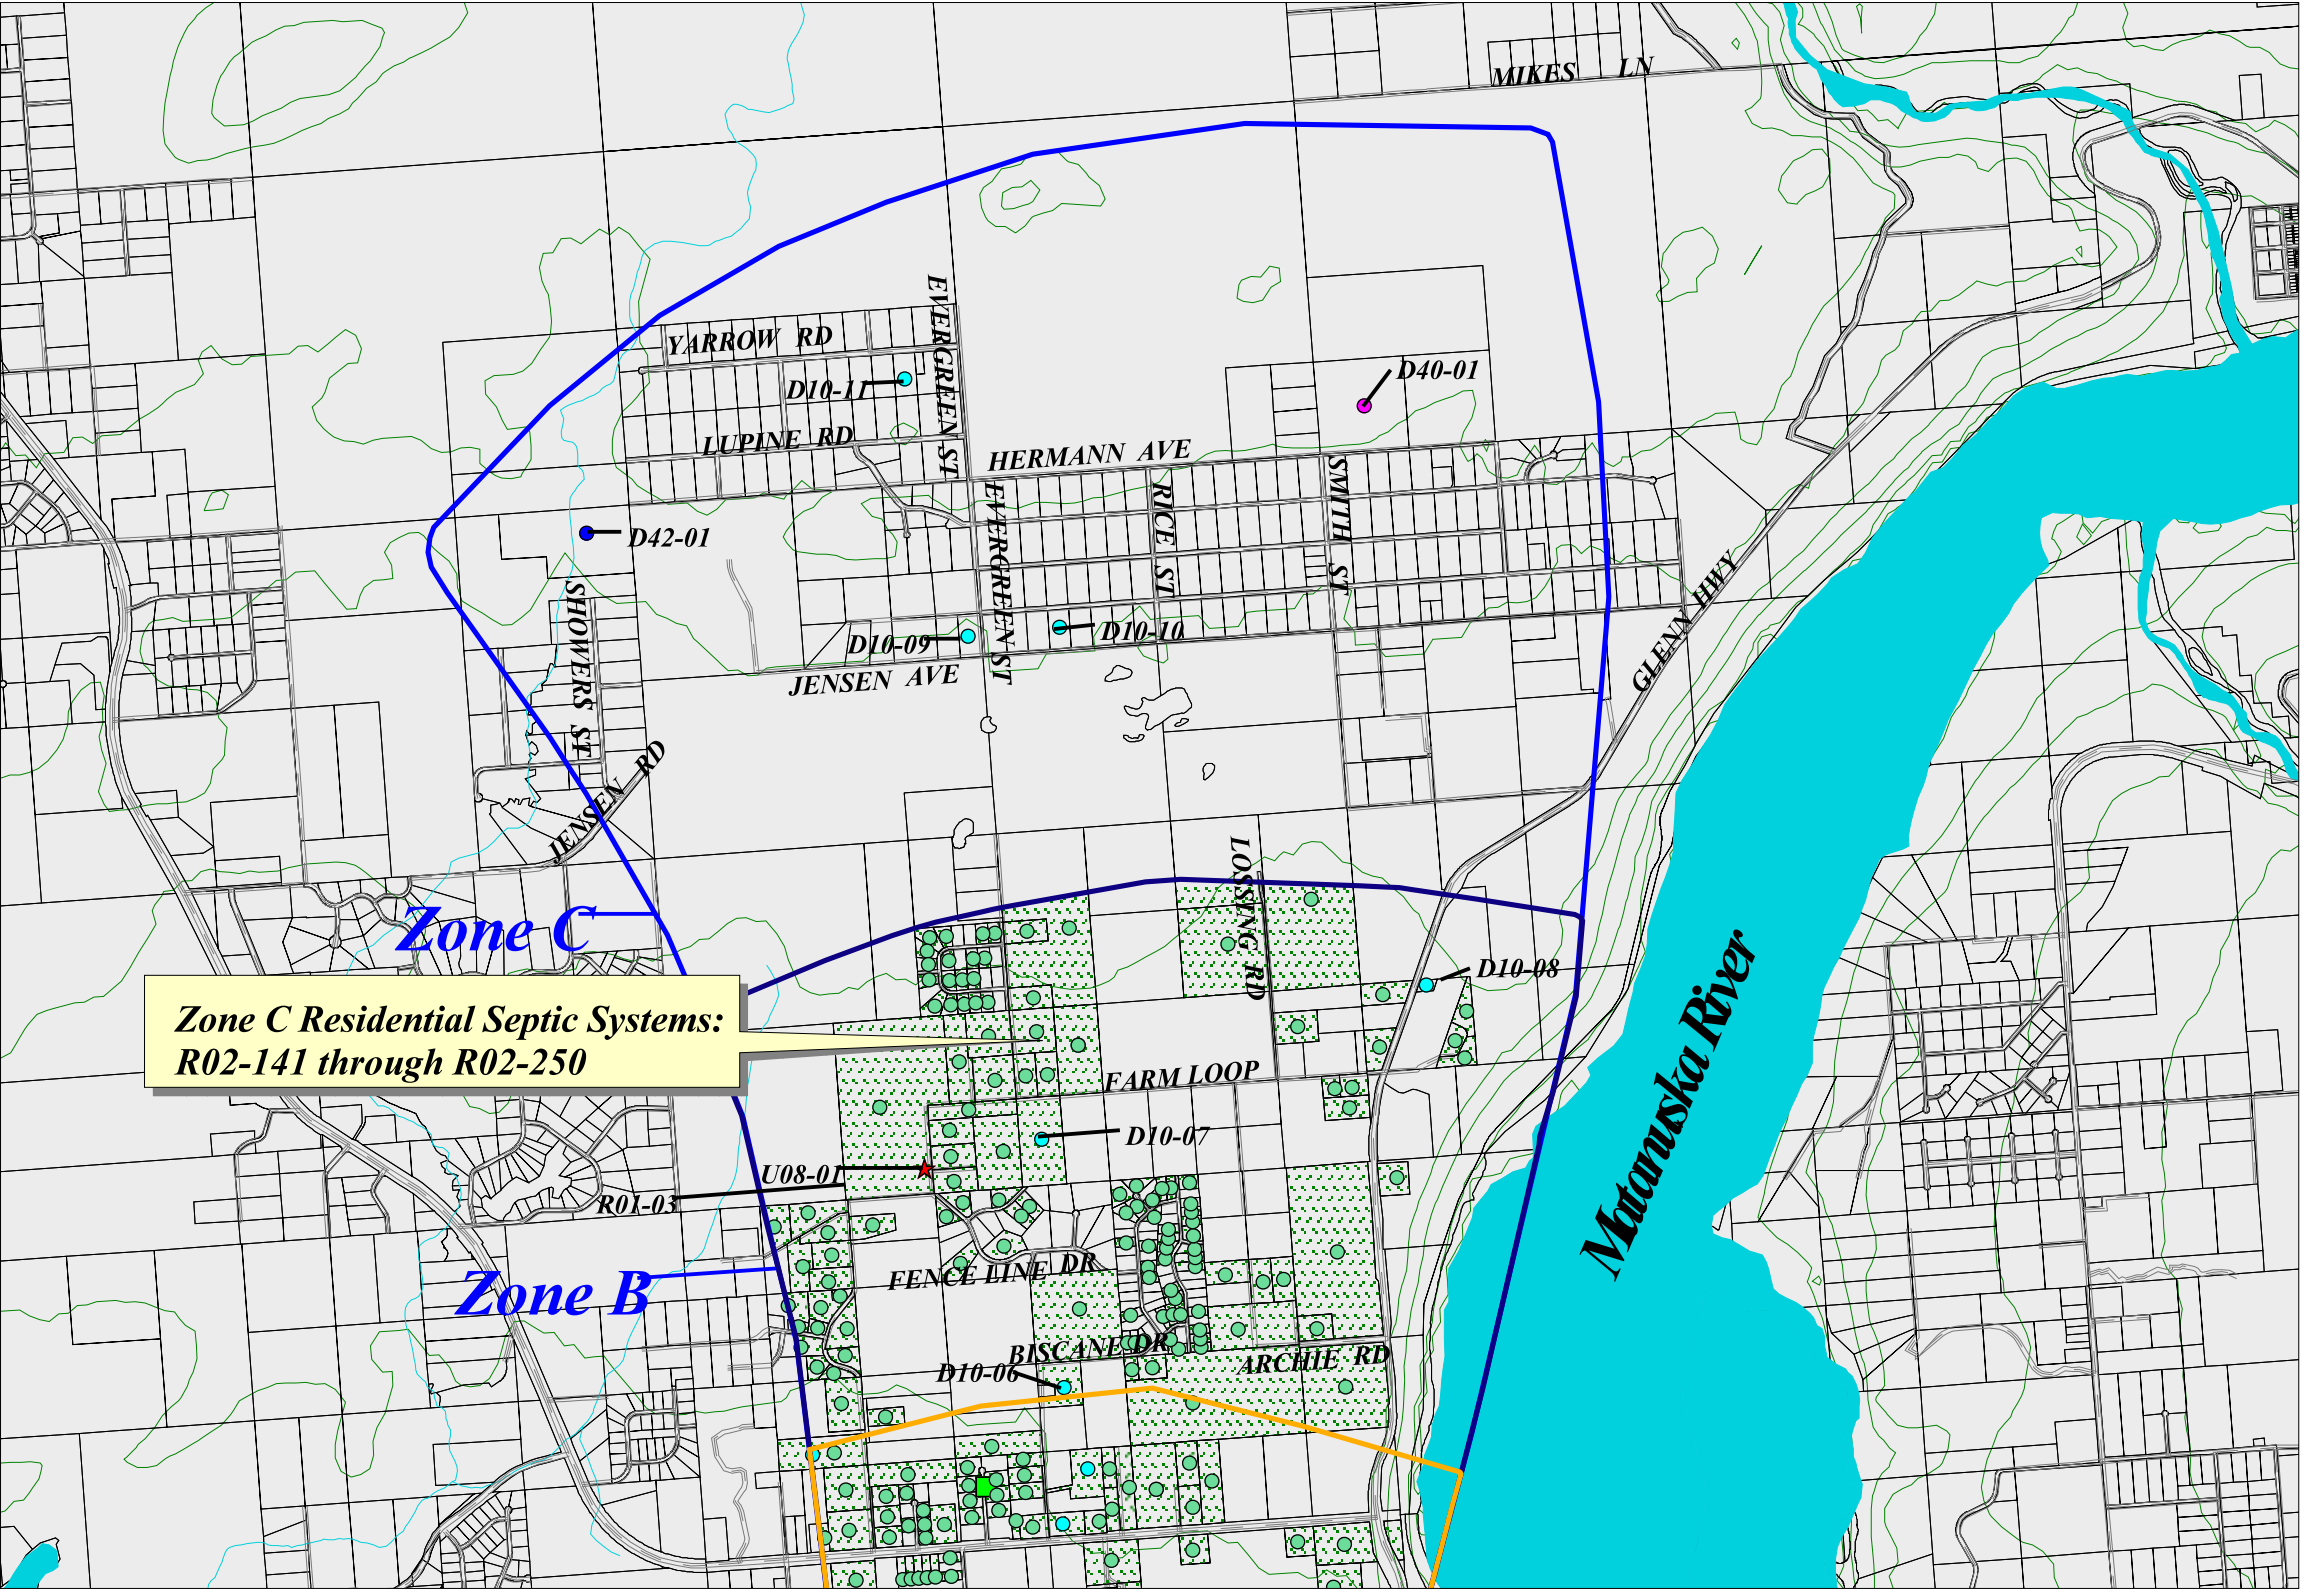 MIKES LN
YARROW RD
EVERGREEN ST
D10-11
D40-01
LUPINE RD
HERMANN AVE
EVERGREEN ST
RICE ST
SMITH ST
D42-01
SHOWERS ST
GLENN HWY
D10-09
D10-10
JENSEN AVE
JENSEN RD
LOSSING RD
Zone C
D10-08
Matanuska River
Zone C Residential Septic Systems:
R02-141 through R02-250
FARM LOOP
D10-07
U08-01
R01-03
FENCE LINE DR
Zone B
BISCANE DR
ARCHIE RD
D10-06